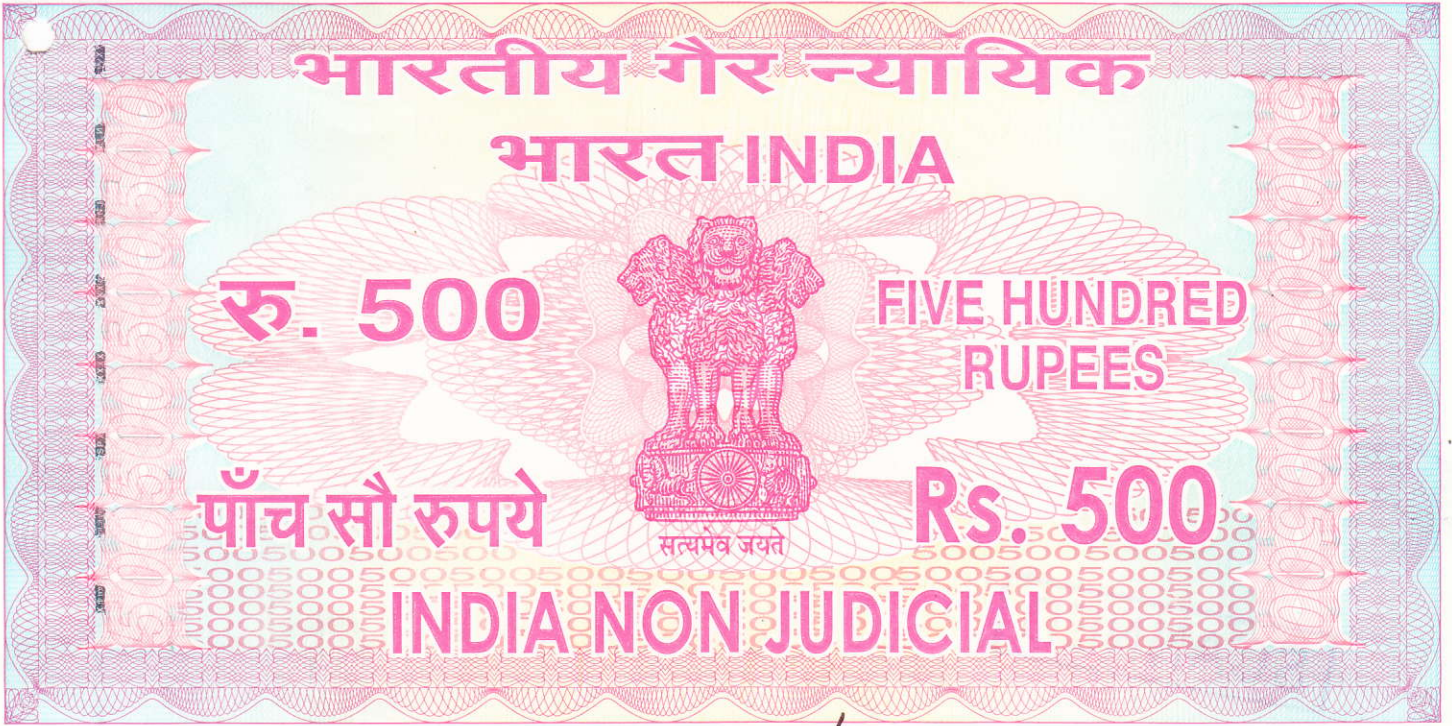 भारतीय गैर न्यायिक
भारत INDIA
रु. 500
FIVE HUNDRED
RUPEES
पाँच सौ रुपये
Rs. 500
सत्यमेव जयते
INDIA NON JUDICIAL